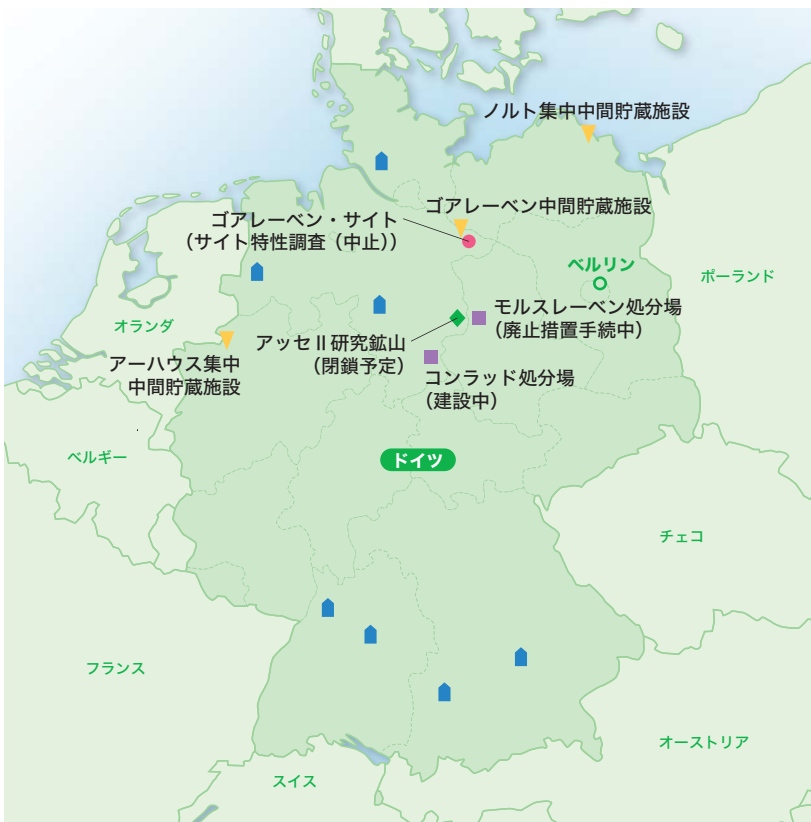 ノルト集中中間貯蔵施設
ゴアレーベン中間貯蔵施設
ゴアレーベン・サイト
（サイト特性調査（中止））
ベルリン
ポーランド
オランダ
モルスレーベン処分場
（廃止措置手続中）
アッセⅡ研究鉱山
（閉鎖予定）
アーハウス集中
中間貯蔵施設
コンラッド処分場
（建設中）
ベルギー
ドイツ
チェコ
フランス
オーストリア
スイス